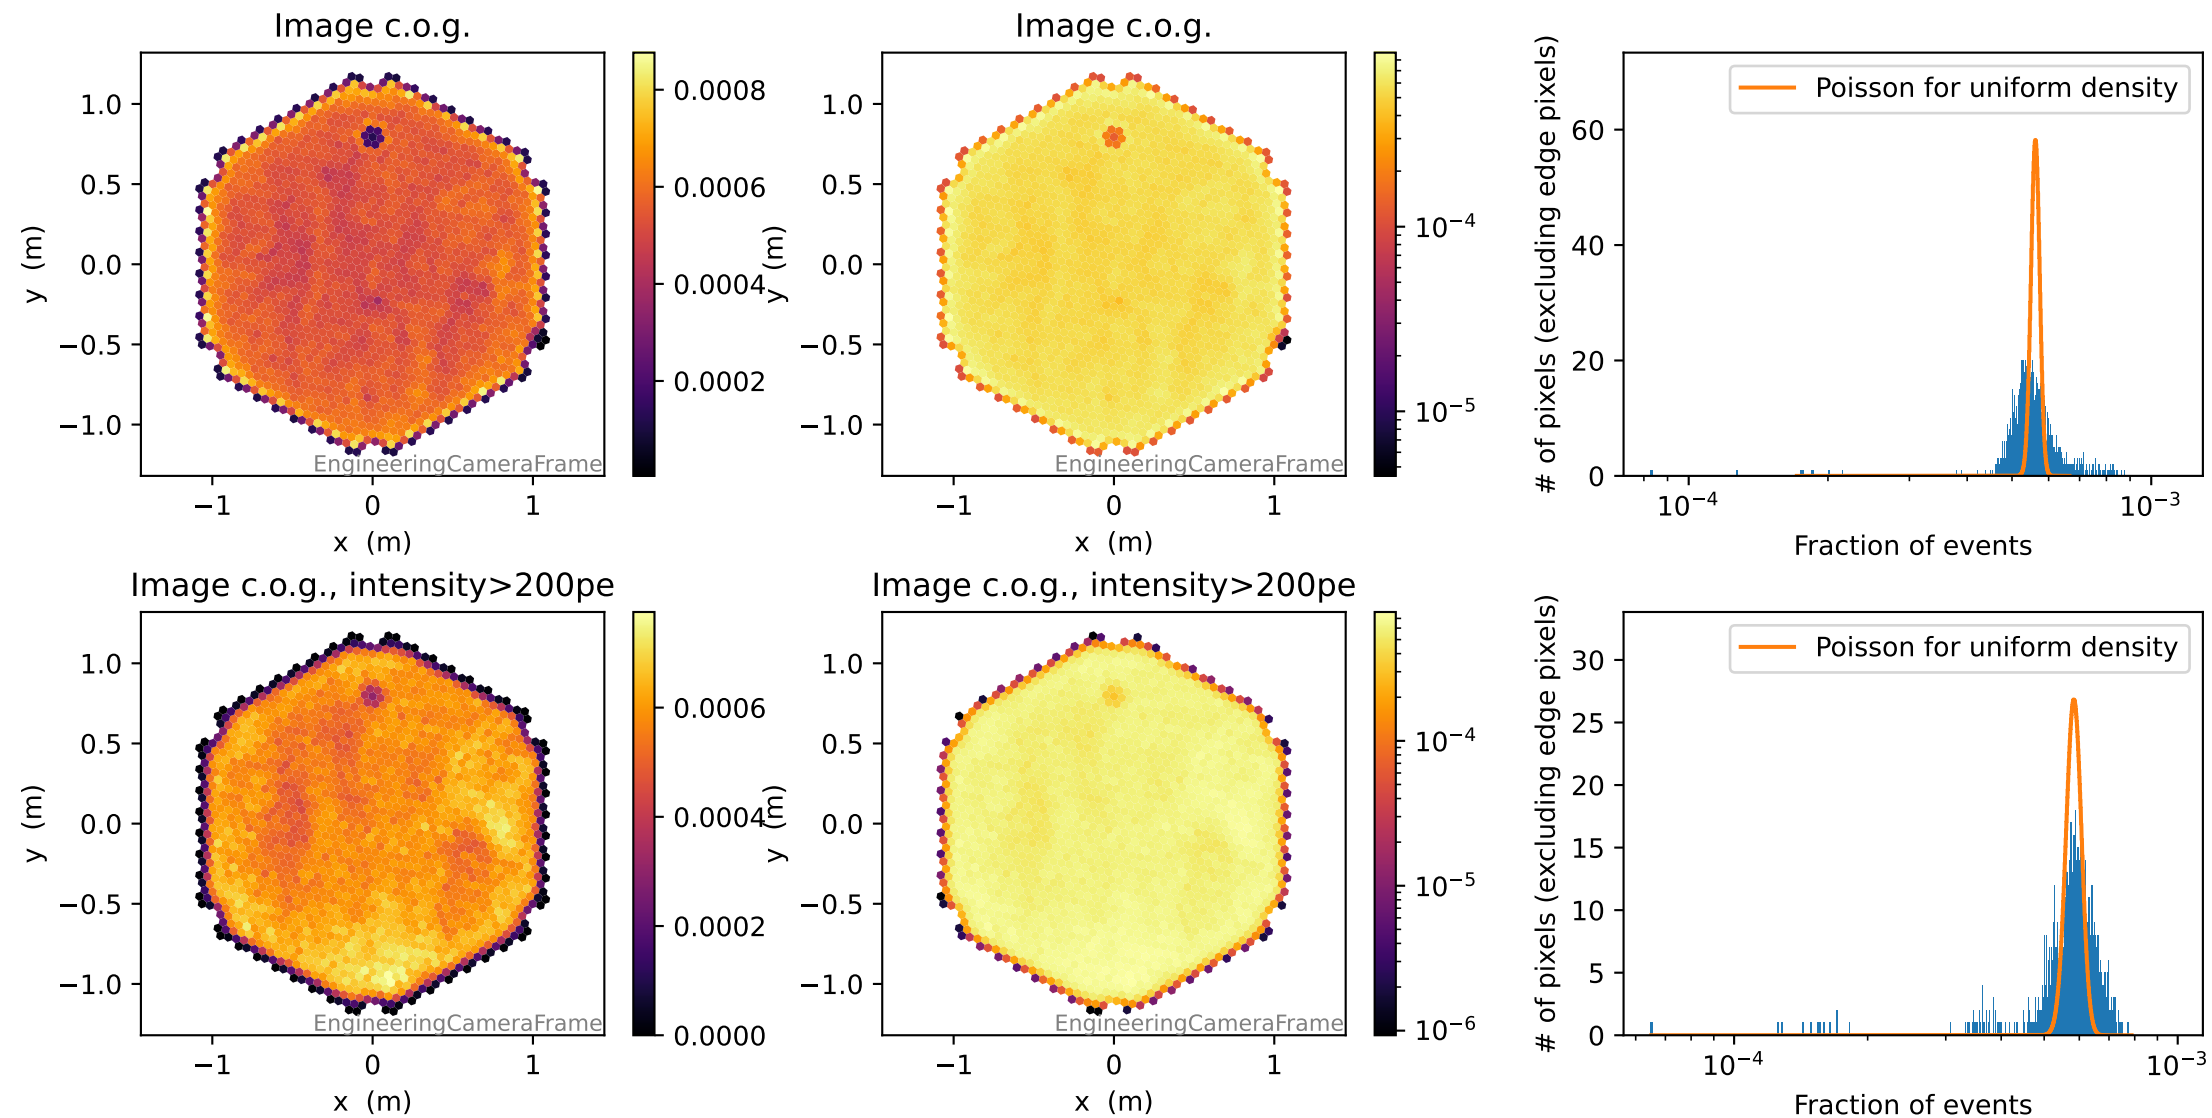 Image c.o.g.
1.0
0.5
0.0
−0.5
−1.0
y (m)
EngineeringCameraFrame
−1
0
1
x (m)
0.0008
0.0006
0.0004
0.0002
Image c.o.g.
1.0
0.5
0.0
−0.5
−1.0
y (m)
EngineeringCameraFrame
−1
0
1
x (m)
10⁻⁴
10⁻⁵
# of pixels (excluding edge pixels)
60
40
20
0
Poisson for uniform density
10⁻⁴
10⁻³
Fraction of events
Image c.o.g., intensity>200pe
1.0
0.5
0.0
−0.5
−1.0
y (m)
EngineeringCameraFrame
−1
0
1
x (m)
0.0006
0.0004
0.0002
0.0000
Image c.o.g., intensity>200pe
1.0
0.5
0.0
−0.5
−1.0
y (m)
EngineeringCameraFrame
−1
0
1
x (m)
10⁻⁴
10⁻⁵
10⁻⁶
# of pixels (excluding edge pixels)
30
25
20
15
10
5
0
Poisson for uniform density
10⁻⁴
10⁻³
Fraction of events